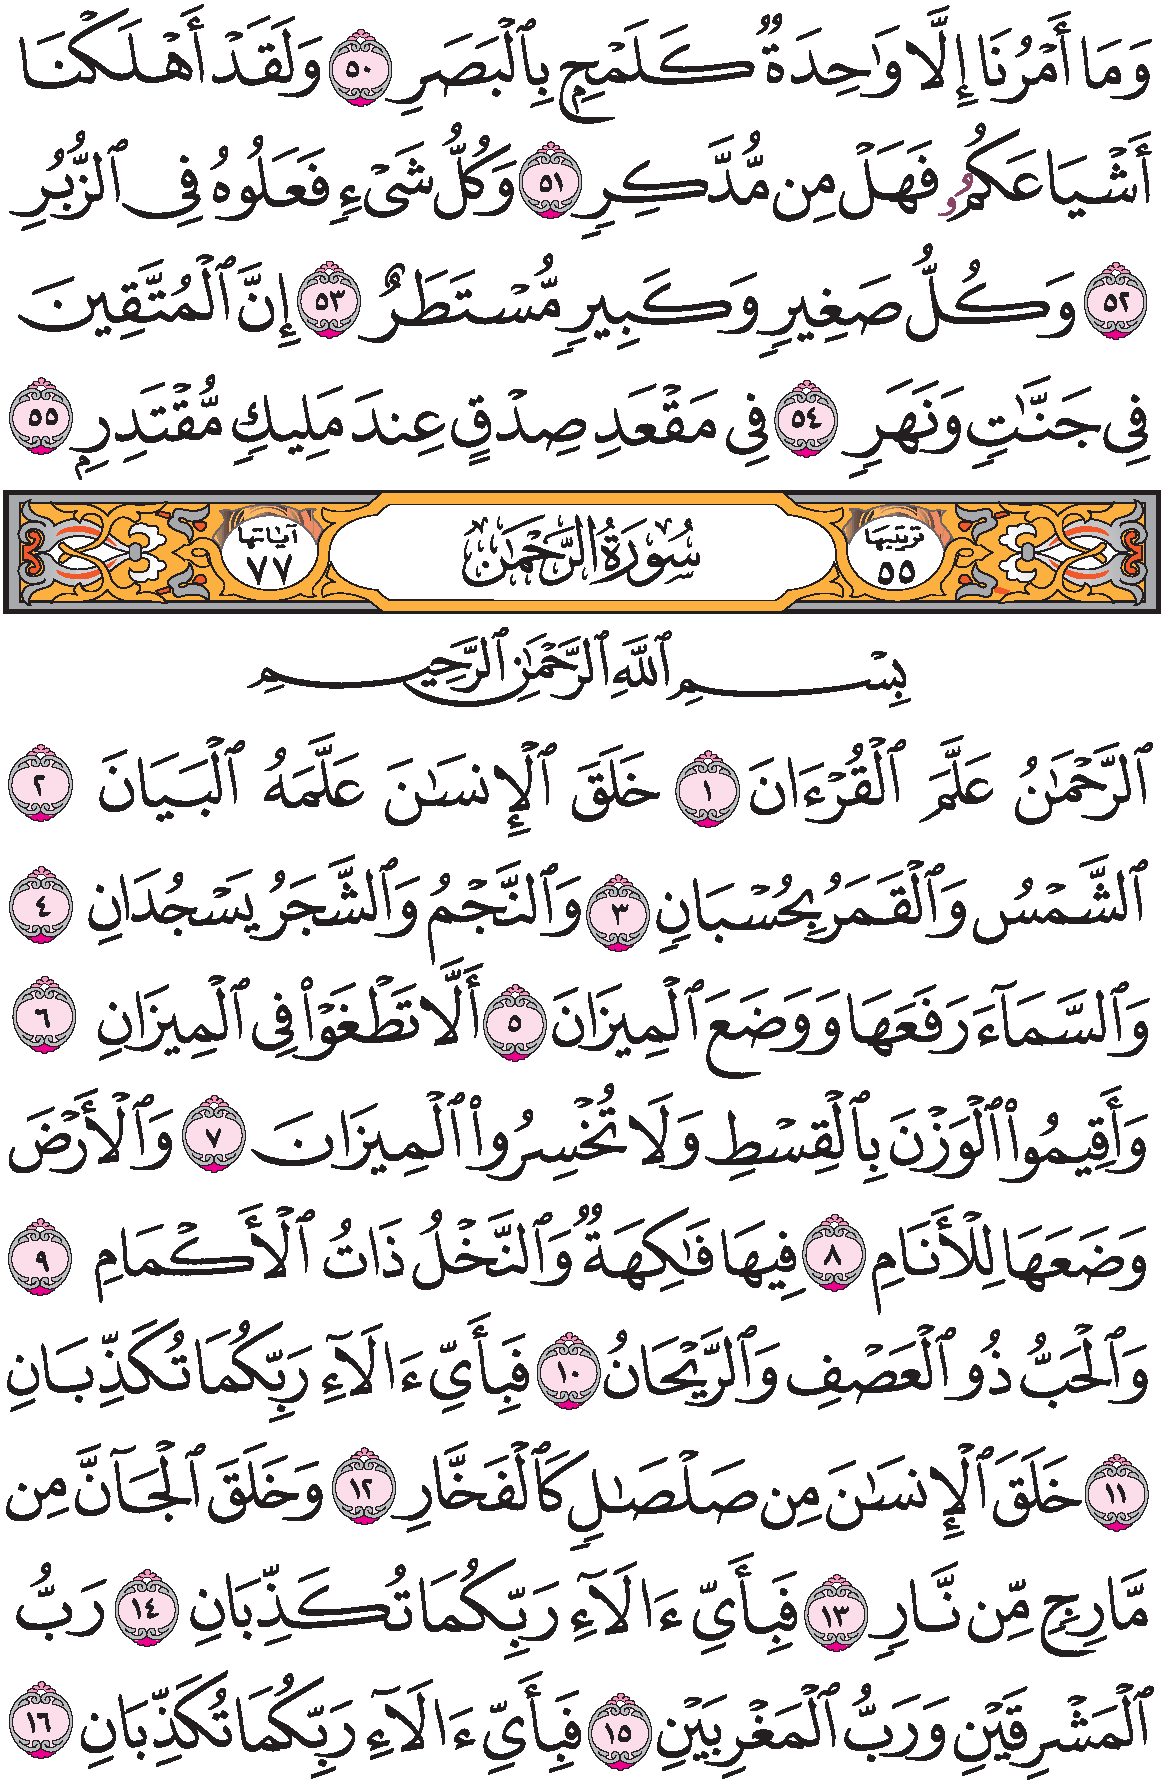 وَمَا أَمْرُنَا إِلَّا وَٰحِدَةٌ كَلَمْحٍۭ بِٱلْبَصَرِ ٥٠ وَلَقَدْ أَهْلَكْنَا
أَشْيَاعَكُمُۥ فَهَلْ مِن مُّدَّكِرٍ ٥١ وَكُلُّ شَىْءٍ فَعَلُوهُ فِى ٱلزُّبُرِ
٥٢ وَكُلُّ صَغِيرٍ وَكَبِيرٍ مُّسْتَطَرٌ ٥٣ إِنَّ ٱلْمُتَّقِينَ
فِى جَنَّٰتٍ وَنَهَرٍ ٥٤ فِى مَقْعَدِ صِدْقٍ عِندَ مَلِيكٍ مُّقْتَدِرٍۭ ٥٥
ترتيبها ٥٥ سُورَةُ الرَّحْمَٰنِ آياتها ٧٧
بِسْمِ ٱللَّهِ ٱلرَّحْمَٰنِ ٱلرَّحِيمِ
ٱلرَّحْمَٰنُ عَلَّمَ ٱلْقُرْءَانَ ١ خَلَقَ ٱلْإِنسَٰنَ عَلَّمَهُ ٱلْبَيَانَ ٢
ٱلشَّمْسُ وَٱلْقَمَرُ بِحُسْبَانٍ ٣ وَٱلنَّجْمُ وَٱلشَّجَرُ يَسْجُدَانِ ٤
وَٱلسَّمَآءَ رَفَعَهَا وَوَضَعَ ٱلْمِيزَانَ ٥ أَلَّا تَطْغَوْا۟ فِى ٱلْمِيزَانِ ٦
وَأَقِيمُوا۟ ٱلْوَزْنَ بِٱلْقِسْطِ وَلَا تُخْسِرُوا۟ ٱلْمِيزَانَ ٧ وَٱلْأَرْضَ
وَضَعَهَا لِلْأَنَامِ ٨ فِيهَا فَٰكِهَةٌ وَٱلنَّخْلُ ذَاتُ ٱلْأَكْمَامِ ٩
وَٱلْحَبُّ ذُو ٱلْعَصْفِ وَٱلرَّيْحَانُ ١٠ فَبِأَىِّ ءَالَآءِ رَبِّكُمَا تُكَذِّبَانِ
١١ خَلَقَ ٱلْإِنسَٰنَ مِن صَلْصَٰلٍ كَٱلْفَخَّارِ ١٢ وَخَلَقَ ٱلْجَآنَّ مِن
مَّارِجٍ مِّن نَّارٍ ١٣ فَبِأَىِّ ءَالَآءِ رَبِّكُمَا تُكَذِّبَانِ ١٤ رَبُّ
ٱلْمَشْرِقَيْنِ وَرَبُّ ٱلْمَغْرِبَيْنِ ١٥ فَبِأَىِّ ءَالَآءِ رَبِّكُمَا تُكَذِّبَانِ ١٦